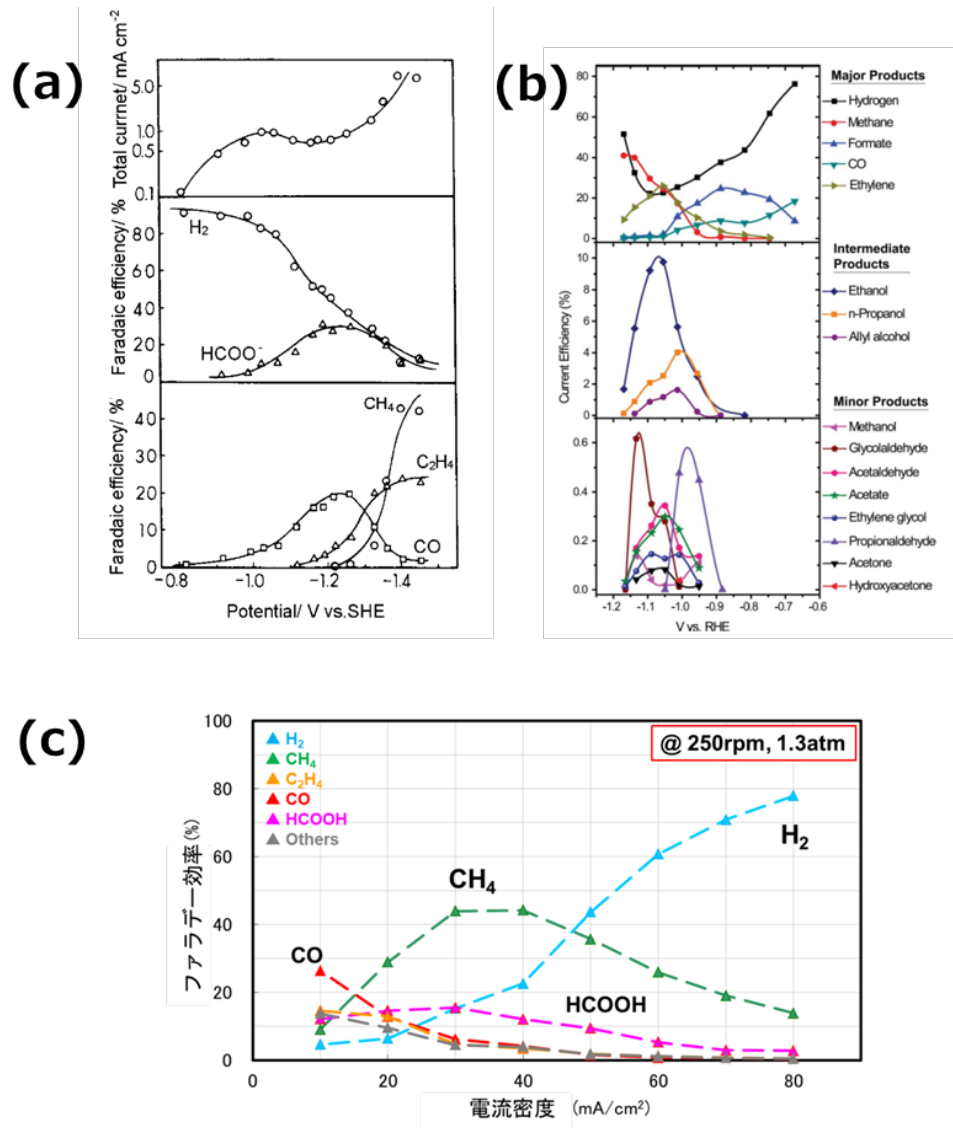 (a)
Total currnet/ mA cm-2
5.0
1.0
0.5
0.1
Faradaic efficiency/ %
80
60
40
20
0
H2
HCOO-
Faradaic efficiency/ %
40
30
20
10
0
CH4
C2H4
CO
-0.8
-1.0
-1.2
-1.4
Potential/ V vs.SHE
(b)
Current Efficiency (%)
80
60
40
20
0
10
8
6
4
2
0
0.6
0.4
0.2
0.0
-1.2
-1.1
-1.0
-0.9
-0.8
-0.7
-0.6
V vs. RHE
Major Products
Hydrogen
Methane
Formate
CO
Ethylene
Intermediate
Products
Ethanol
n-Propanol
Allyl alcohol
Minor Products
Methanol
Glycolaldehyde
Acetaldehyde
Acetate
Ethylene glycol
Propionaldehyde
Acetone
Hydroxyacetone
(c)
ファラデー効率(%)
100
80
60
40
20
0
H2
CH4
C2H4
CO
HCOOH
Others
@ 250rpm, 1.3atm
CO
CH4
HCOOH
H2
0
20
40
60
80
電流密度 (mA/cm2)